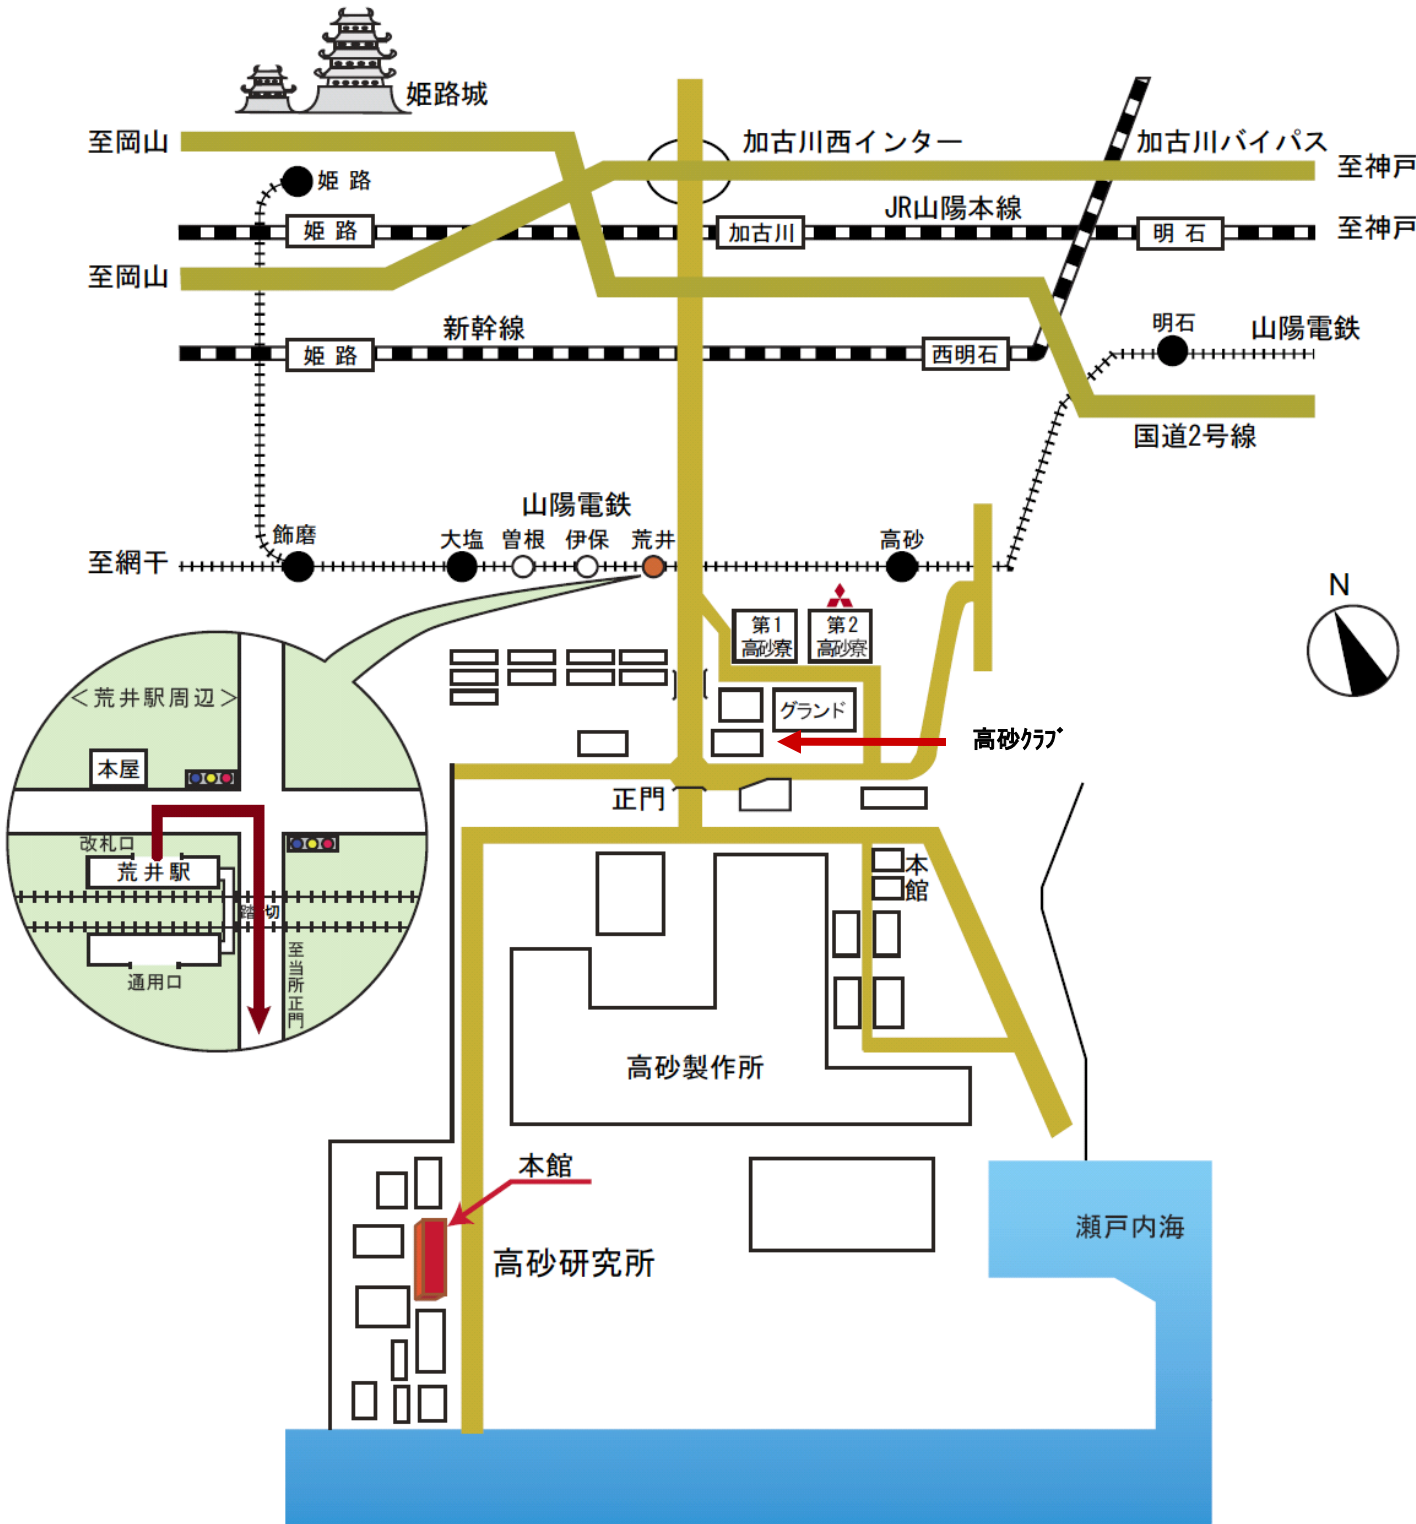 姫路城
至岡山
加古川西インター
加古川バイパス
至神戸
姫 路
JR山陽本線
姫 路
加古川
明 石
至神戸
至岡山
新幹線
明石
山陽電鉄
姫 路
西明石
国道2号線
山陽電鉄
飾磨
大塩
曽根
伊保
荒井
高砂
至網干
N
第1
高砂寮
第2
高砂寮
<荒井駅周辺>
グランド
高砂ｸﾗﾌﾞ
本屋
正門
改札口
荒井駅
本館
踏切
至当所正門
通用口
高砂製作所
本館
瀬戸内海
高砂研究所